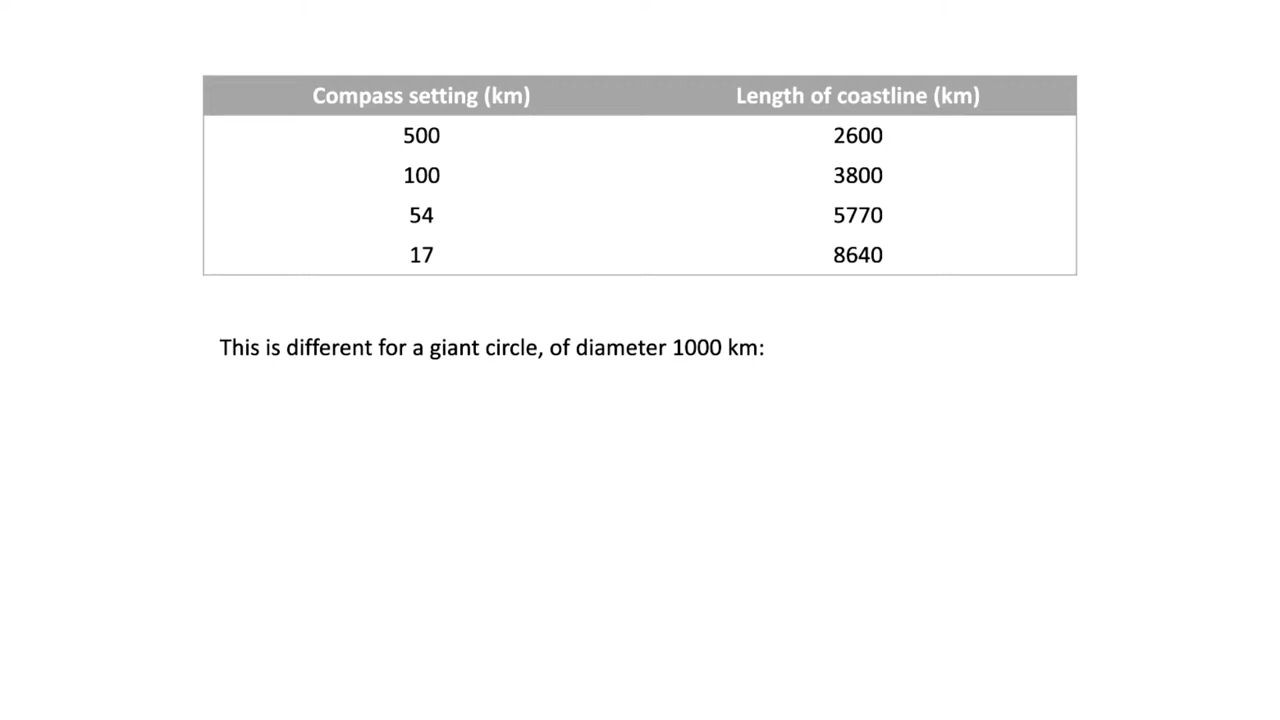 Compass setting (km) Length of coastline (km)
500 2600
100 3800
54 5770
17 8640
This is different for a giant circle, of diameter 1000 km: